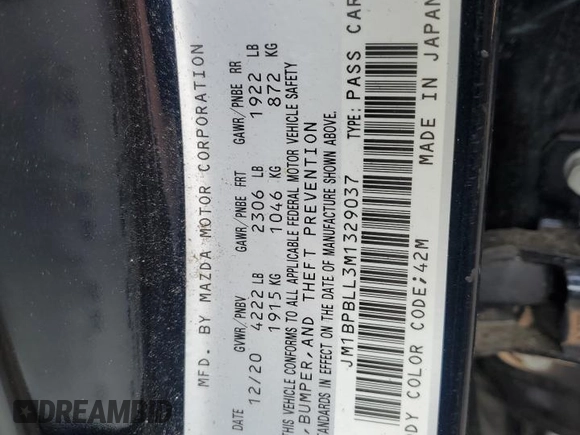 MFD. BY MAZDA MOTOR CORPORATION
DATE GVWR/PNBV GAWR/PNBE FRT GAWR/PNBE RR
12/20 4222 LB 2306 LB 1922 LB
1915 KG 1046 KG 872 KG
THIS VEHICLE CONFORMS TO ALL APPLICABLE FEDERAL MOTOR VEHICLE SAFETY
, BUMPER, AND THEFT PREVENTION
STANDARDS IN EFFECT ON THE DATE OF MANUFACTURE SHOWN ABOVE.
JM1BPBLL3M1329037 TYPE: PASS CAR
ODY COLOR CODE;42M MADE IN JAPAN
DREAMBID